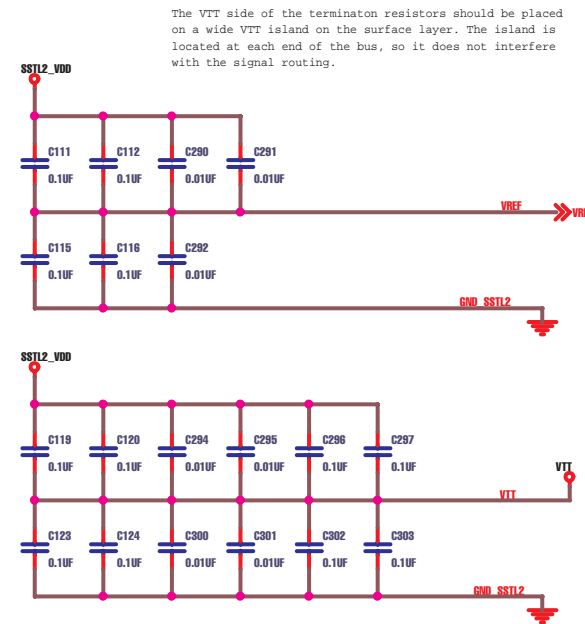 The VTT side of the terminaton resistors should be placed
on a wide VTT island on the surface layer. The island is
located at each end of the bus, so it does not interfere
with the signal routing.
SSTL2_VDD
C111 C112 C290 C291
0.1UF 0.1UF 0.01UF 0.01UF
VREF VRE
C115 C116 C292
0.1UF 0.1UF 0.01UF
GND_SSTL2
SSTL2_VDD
C119 C120 C294 C295 C296 C297
0.1UF 0.1UF 0.01UF 0.01UF 0.1UF 0.1UF
VTT
VTT
C123 C124 C300 C301 C302 C303
0.1UF 0.1UF 0.01UF 0.01UF 0.1UF 0.1UF
GND_SSTL2